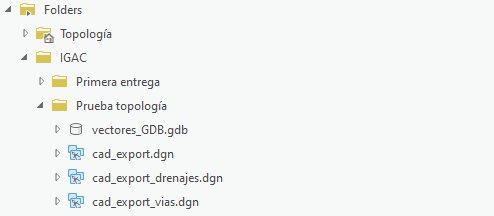 Folders
Topología
IGAC
Primera entrega
Prueba topología
vectores_GDB.gdb
cad_export.dgn
cad_export_drenajes.dgn
cad_export_vias.dgn